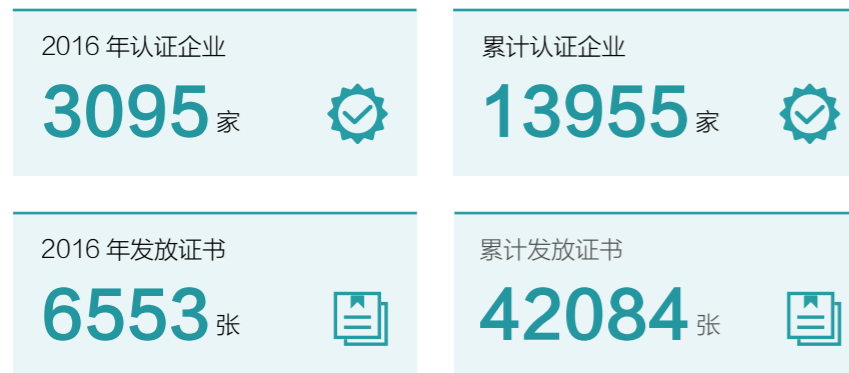 2016 年认证企业
3095 家
累计认证企业
13955 家
2016 年发放证书
6553 张
累计发放证书
42084 张